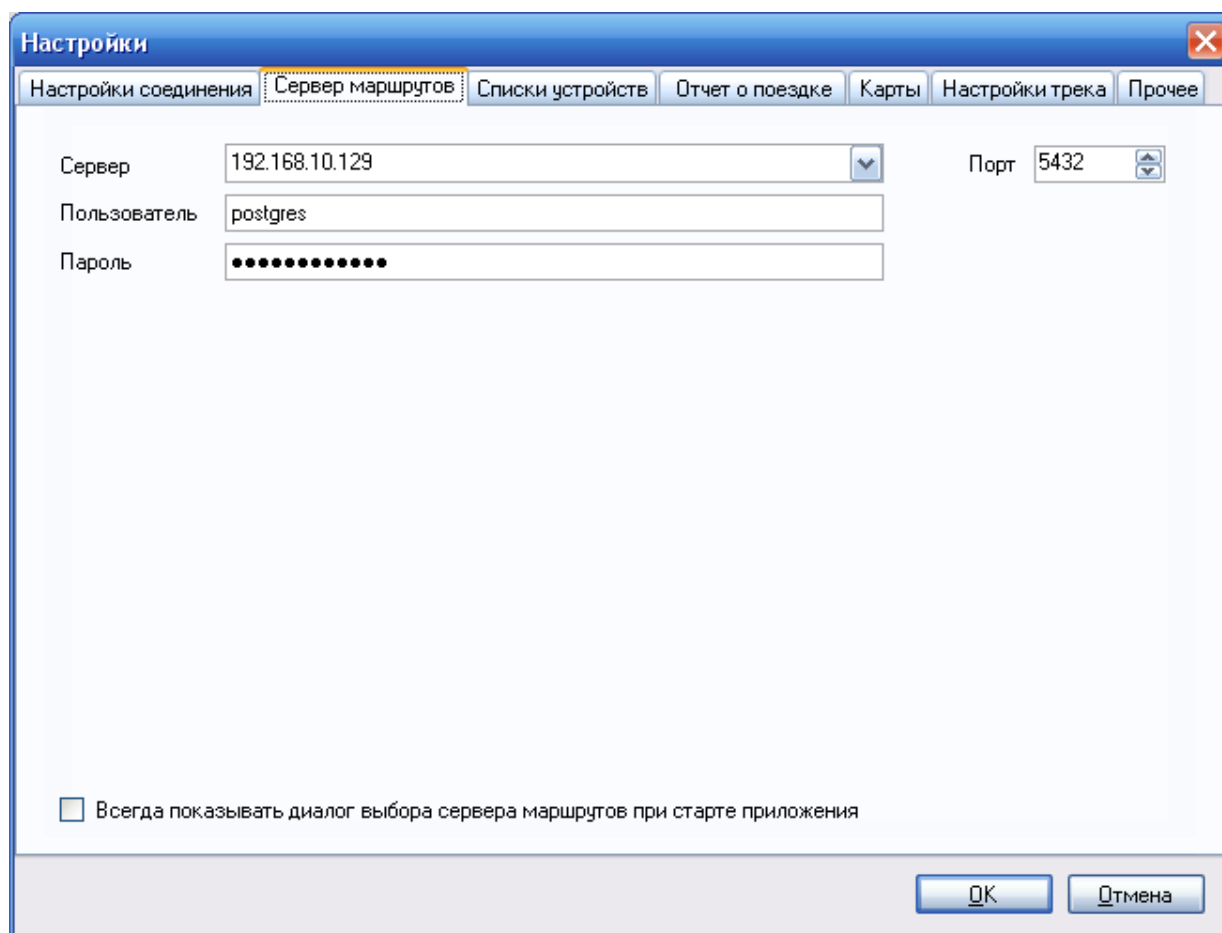 Настройки
Настройки соединения Сервер маршрутов Списки устройств Отчет о поездке Карты Настройки трека Прочее
Сервер 192.168.10.129 Порт 5432
Пользователь postgres
Пароль ●●●●●●●●●●●●
Всегда показывать диалог выбора сервера маршрутов при старте приложения
OK Отмена